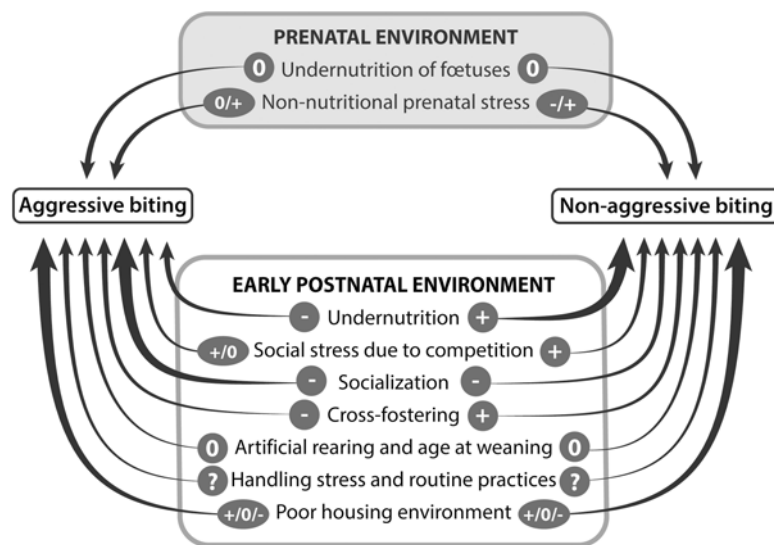 PRENATAL ENVIRONMENT
0 Undernutrition of fœtuses 0
0/+ Non-nutritional prenatal stress -/+
Aggressive biting
Non-aggressive biting
EARLY POSTNATAL ENVIRONMENT
- Undernutrition +
+/0 Social stress due to competition +
- Socialization -
- Cross-fostering +
0 Artificial rearing and age at weaning 0
? Handling stress and routine practices ?
+/0/- Poor housing environment +/0/-